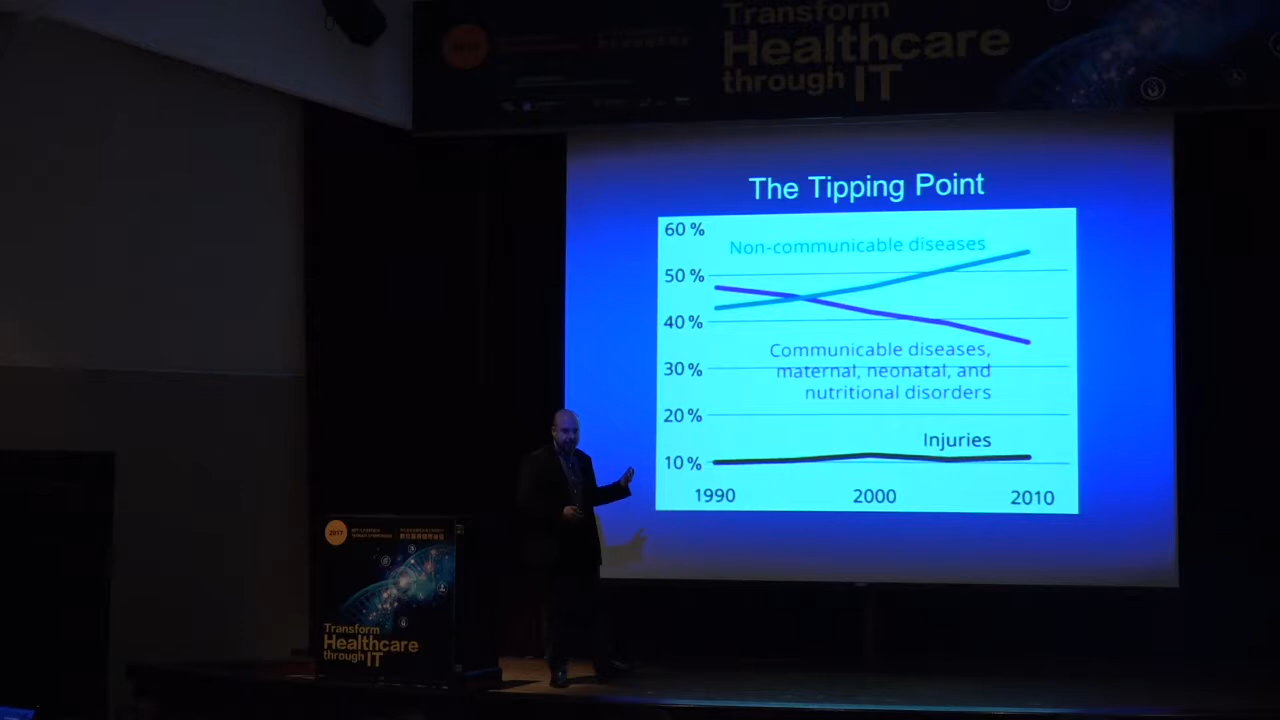 Transform
Healthcare
through IT
The Tipping Point
60 %
Non-communicable diseases
50 %
40 %
Communicable diseases,
30 %
maternal, neonatal, and
nutritional disorders
20 %
Injuries
10 %
1990
2000
2010
2017
Transform
Healthcare
through IT